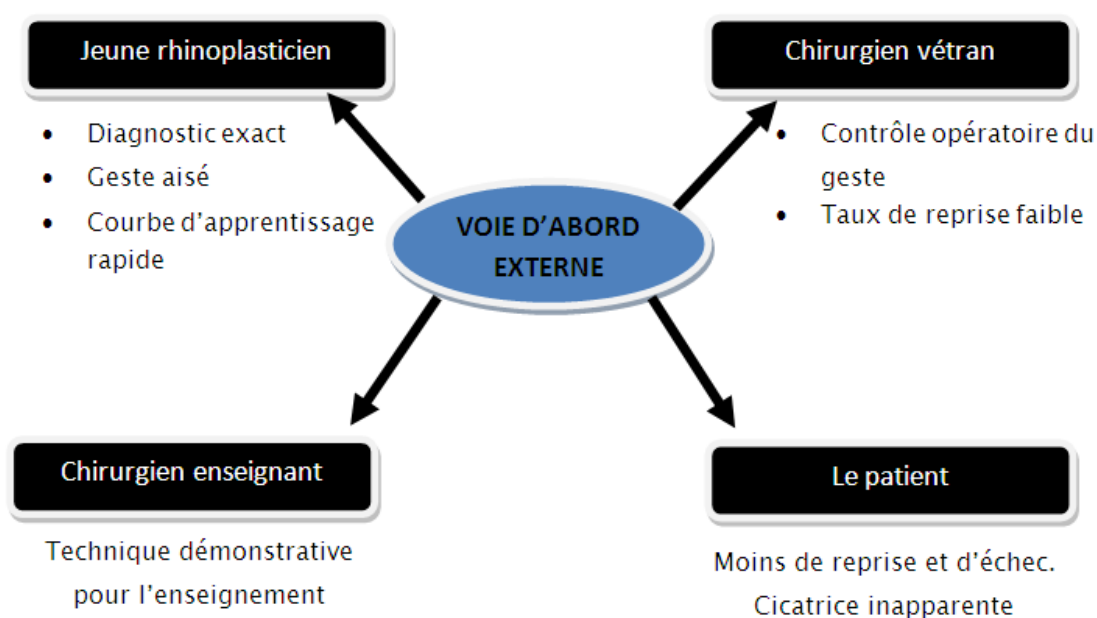 Jeune rhinoplasticien
• Diagnostic exact
• Geste aisé
• Courbe d'apprentissage
rapide
Chirurgien vétran
• Contrôle opératoire du
geste
• Taux de reprise faible
VOIE D'ABORD
EXTERNE
Chirurgien enseignant
Technique démonstrative
pour l'enseignement
Le patient
Moins de reprise et d'échec.
Cicatrice inapparente